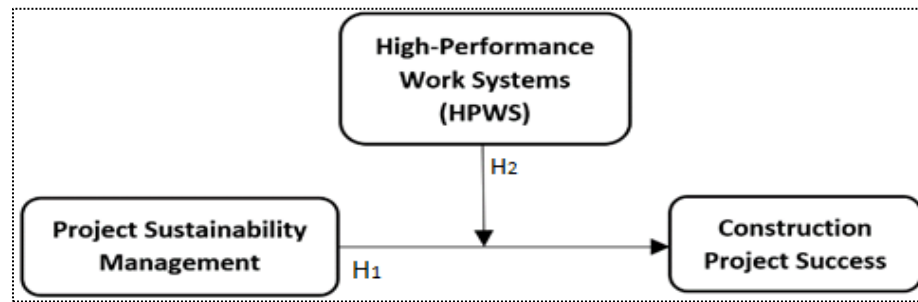 High-Performance
Work Systems
(HPWS)
H2
Project Sustainability
Management
H1
Construction
Project Success